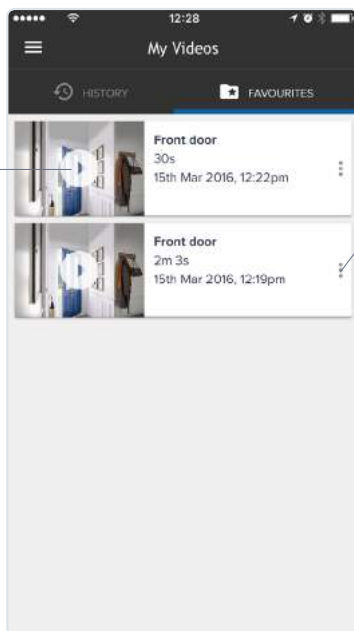 12:28
My Videos
HISTORY
FAVOURITES
Front door
30s
15th Mar 2016, 12:22pm
Front door
2m 3s
15th Mar 2016, 12:19pm